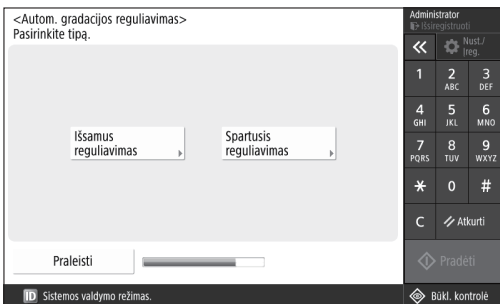 <Autom. gradacijos reguliavimas>
Pasirinkite tipą.
Išsamus
reguliavimas
Spartusis
reguliavimas
Praleisti
ID Sistemos valdymo režimas.
Administrator
Išsiregistruoti
Nust./
Įreg.
1
2
ABC
3
DEF
4
GHI
5
JKL
6
MNO
7
PQRS
8
TUV
9
WXYZ
*
0
#
C
Atkurti
Pradėti
Būkl. kontrolė